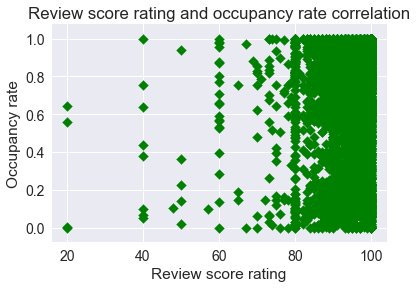 Review score rating and occupancy rate correlation
1.0
0.8
0.6
0.4
0.2
0.0
Occupancy rate
20 40 60 80 100
Review score rating